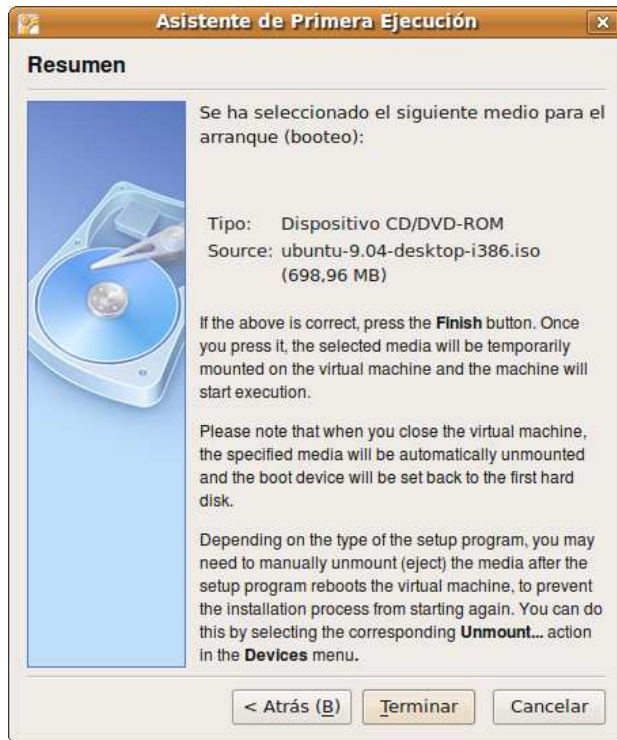 Asistente de Primera Ejecución
Resumen
Se ha seleccionado el siguiente medio para el
arranque (booteo):
Tipo: Dispositivo CD/DVD-ROM
Source: ubuntu-9.04-desktop-i386.iso
(698,96 MB)
If the above is correct, press the Finish button. Once
you press it, the selected media will be temporarily
mounted on the virtual machine and the machine will
start execution.
Please note that when you close the virtual machine,
the specified media will be automatically unmounted
and the boot device will be set back to the first hard
disk.
Depending on the type of the setup program, you may
need to manually unmount (eject) the media after the
setup program reboots the virtual machine, to prevent
the installation process from starting again. You can do
this by selecting the corresponding Unmount... action
in the Devices menu.
< Atrás (B) Terminar Cancelar